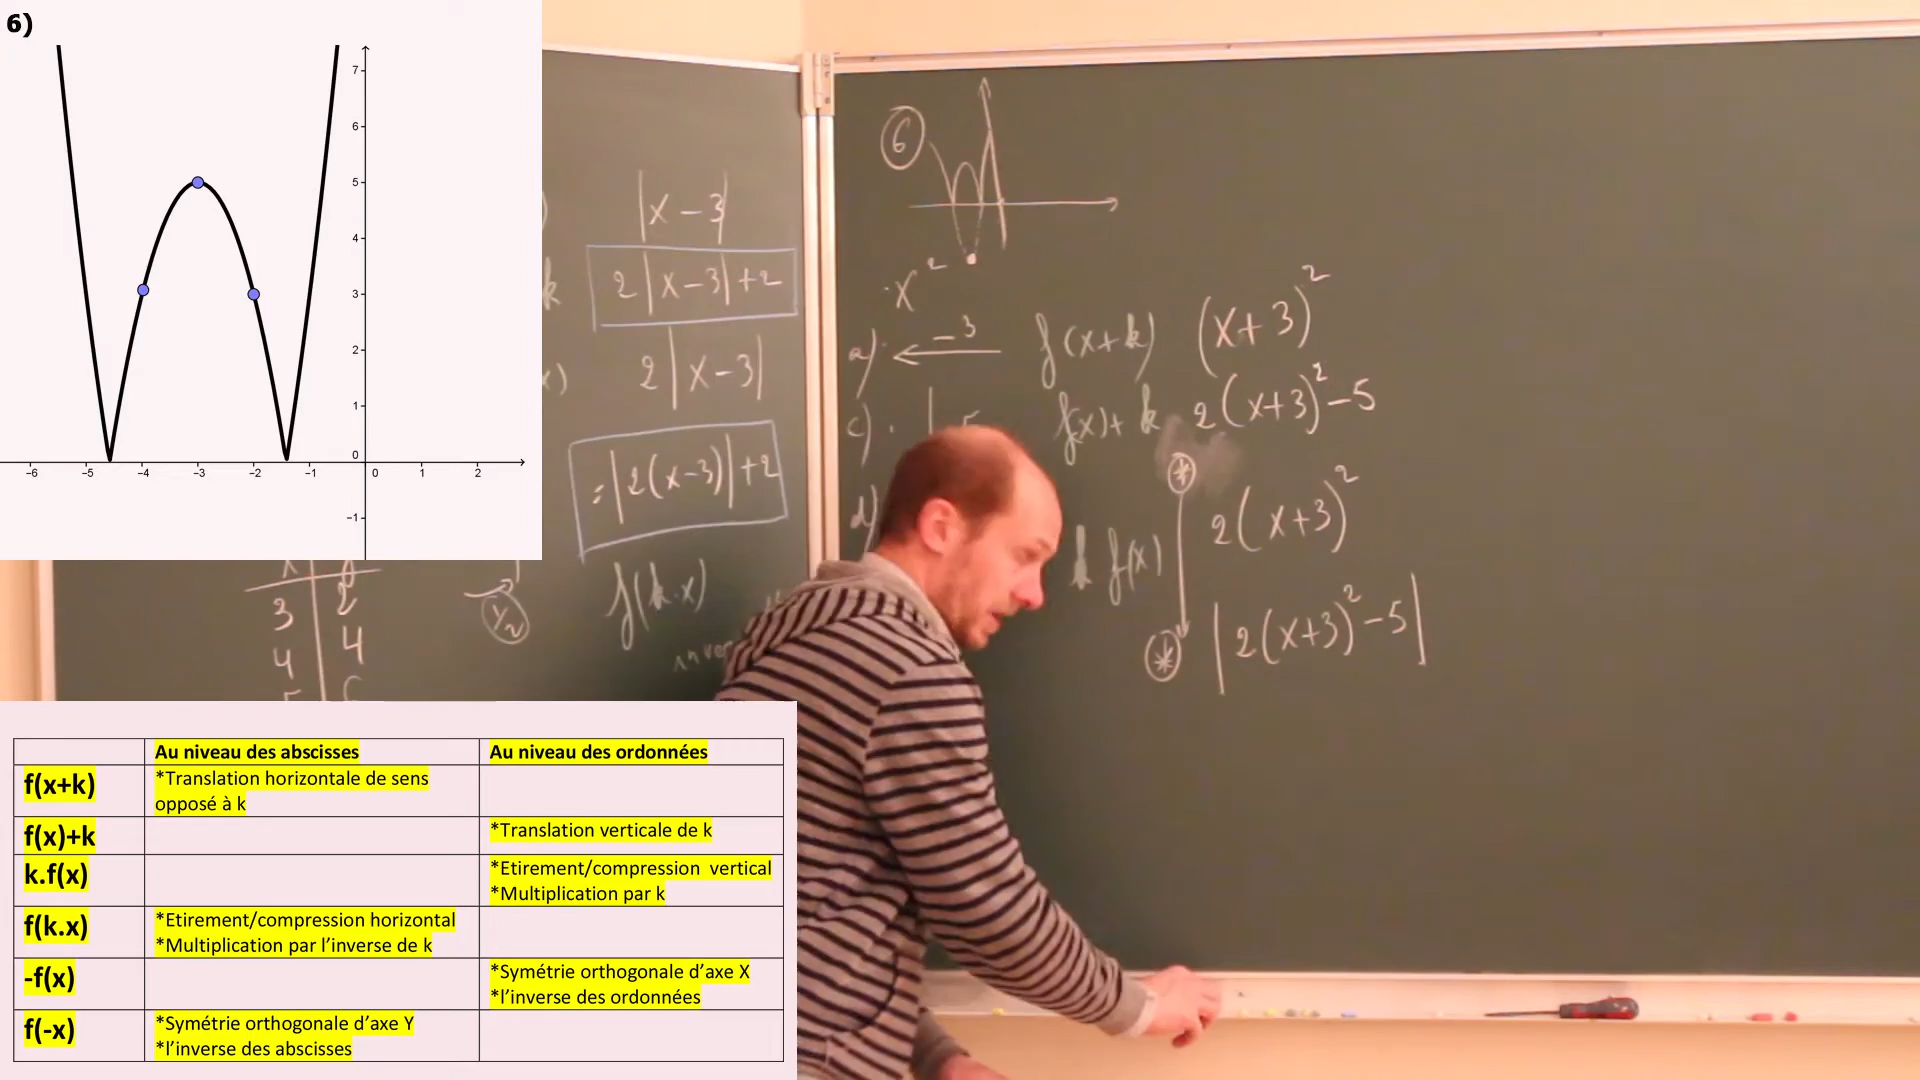 6)
7
6
5
4
3
2
1
0
-6 -5 -4 -3 -2 -1 0 1 2
-1
|x-3|
k 2|x-3|+2
x) 2|x-3|
=|2(x-3)|+2
x
3 2
4 4
1/2
f(k.x)
6
x²
a) -3 f(x+k) (x+3)²
c) f(x)+k 2(x+3)²-5
d) k f(x) 2(x+3)²
|2(x+3)²-5|
Au niveau des abscisses Au niveau des ordonnées
f(x+k) *Translation horizontale de sens
opposé à k
f(x)+k *Translation verticale de k
k.f(x) *Etirement/compression vertical
*Multiplication par k
f(k.x) *Etirement/compression horizontal
*Multiplication par l’inverse de k
-f(x) *Symétrie orthogonale d’axe X
*l’inverse des ordonnées
f(-x) *Symétrie orthogonale d’axe Y
*l’inverse des abscisses